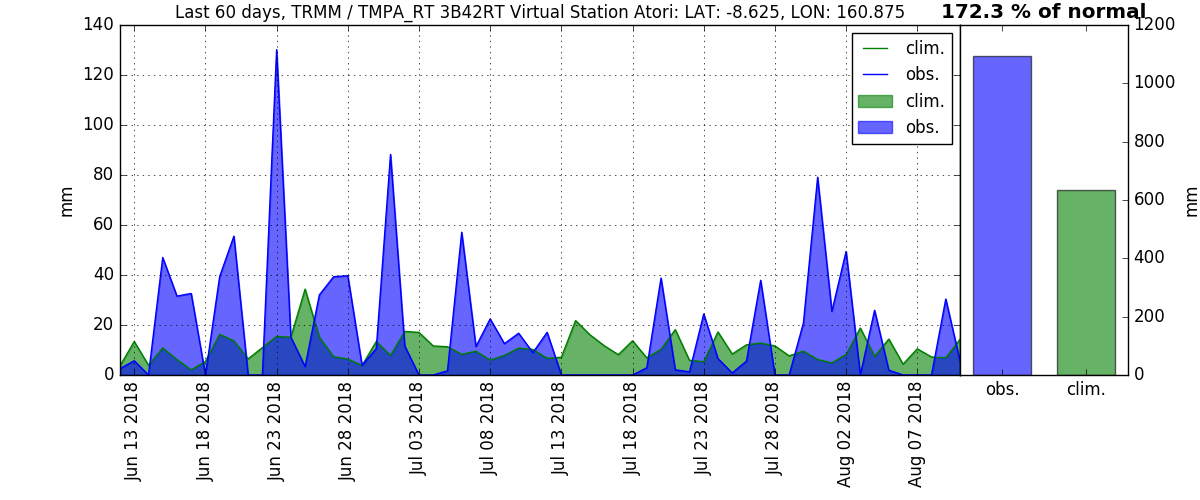 Last 60 days, TRMM / TMPA_RT 3B42RT Virtual Station Atori: LAT: -8.625, LON: 160.875
172.3 % of normal
140
120
100
80
60
40
20
0
mm
clim.
obs.
clim.
obs.
Jun 13 2018
Jun 18 2018
Jun 23 2018
Jun 28 2018
Jul 03 2018
Jul 08 2018
Jul 13 2018
Jul 18 2018
Jul 23 2018
Jul 28 2018
Aug 02 2018
Aug 07 2018
1200
1000
800
600
400
200
0
mm
obs.
clim.